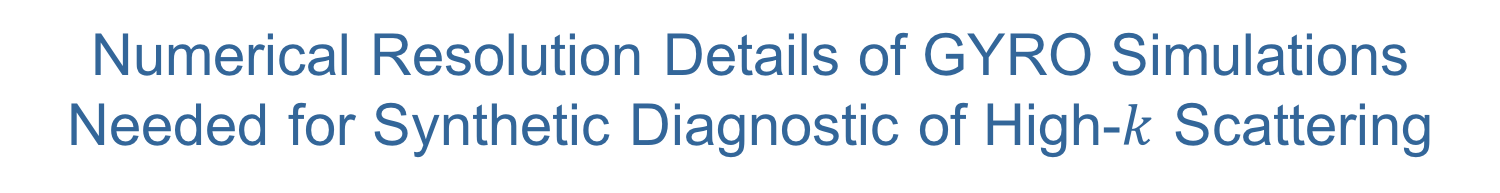 Numerical Resolution Details of GYRO Simulations
Needed for Synthetic Diagnostic of High-k Scattering